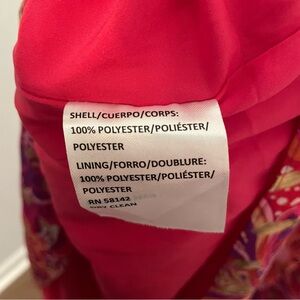 SHELL/CUERPO/CORPS:
100% POLYESTER/POLIÉSTER/
POLYESTER
LINING/FORRO/DOUBLURE:
100% POLYESTER/POLIÉSTER/
POLYESTER
RN 58142
DRY CLEAN